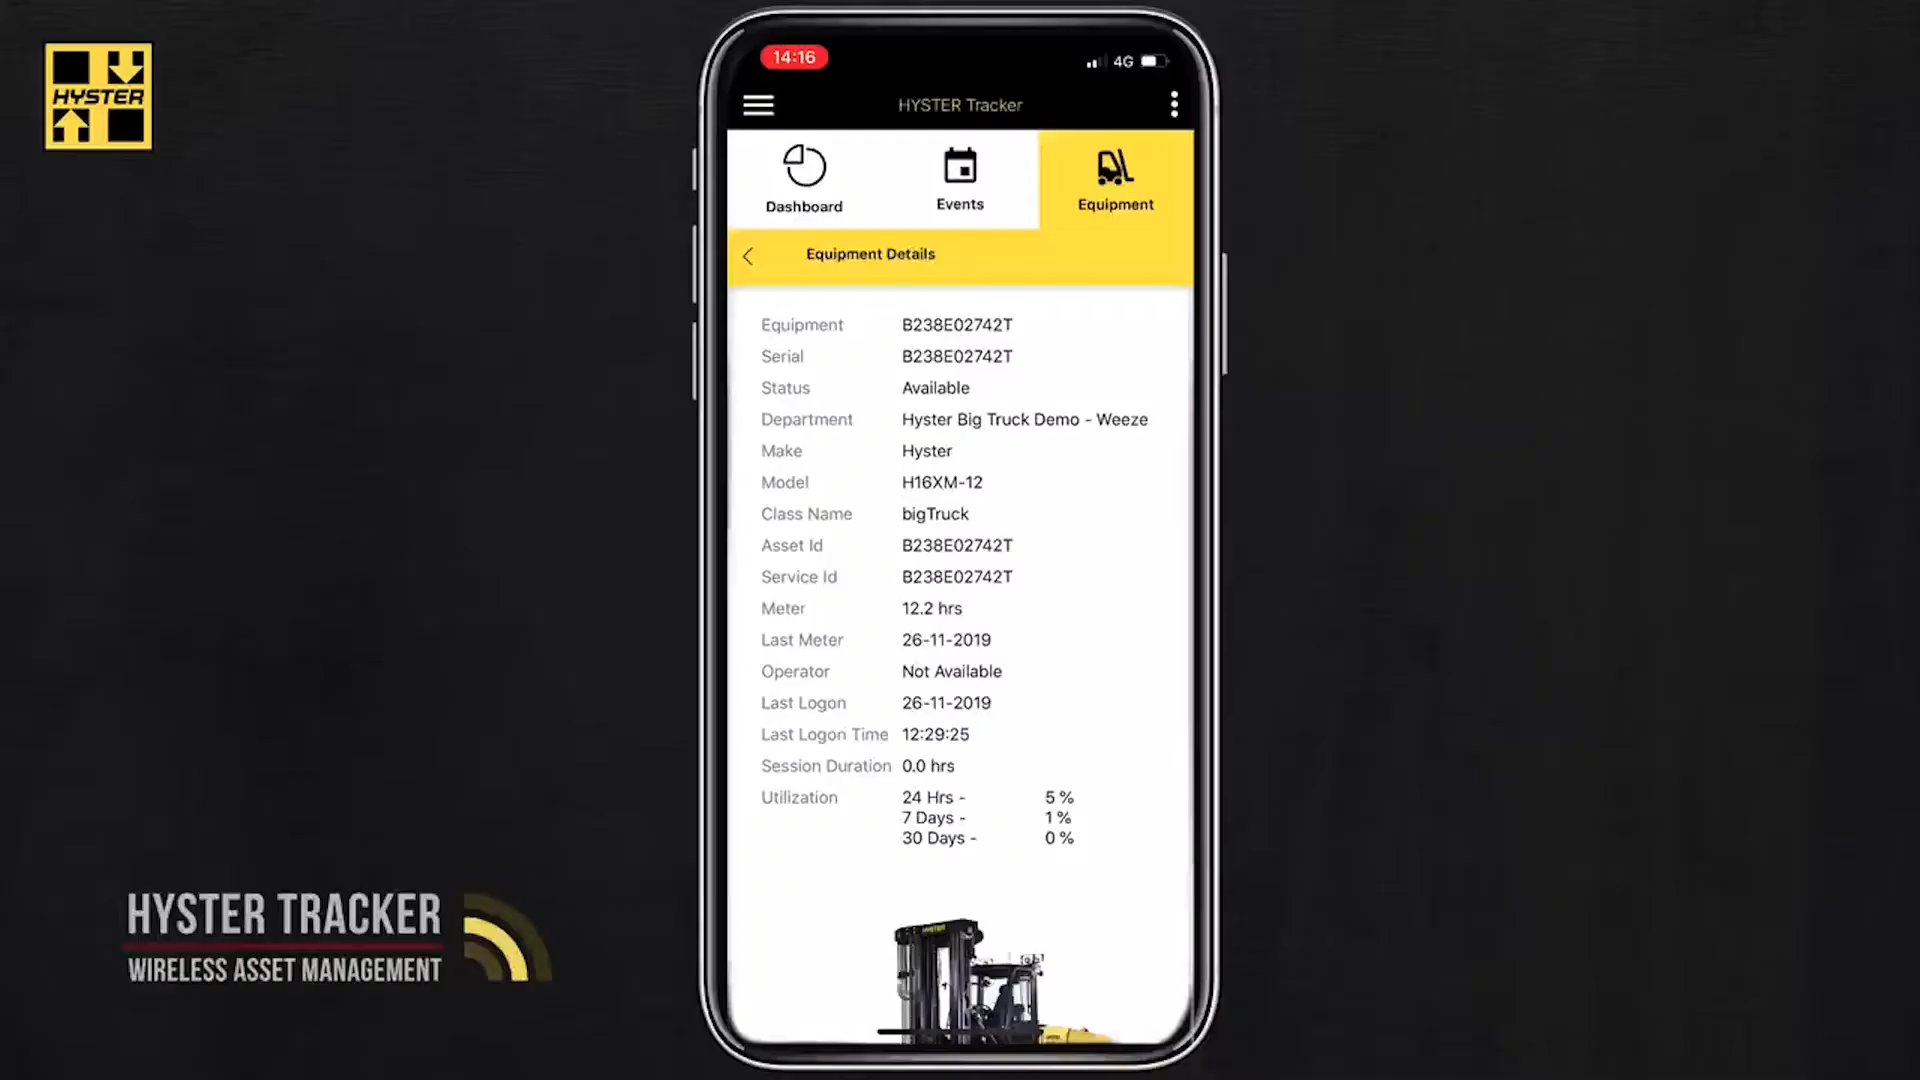 HYSTER
14:16
4G
HYSTER Tracker
Dashboard
Events
Equipment
Equipment Details
Equipment B238E02742T
Serial B238E02742T
Status Available
Department Hyster Big Truck Demo - Weeze
Make Hyster
Model H16XM-12
Class Name bigTruck
Asset Id B238E02742T
Service Id B238E02742T
Meter 12.2 hrs
Last Meter 26-11-2019
Operator Not Available
Last Logon 26-11-2019
Last Logon Time 12:29:25
Session Duration 0.0 hrs
Utilization 24 Hrs - 5 %
7 Days - 1 %
30 Days - 0 %
HYSTER
HYSTER TRACKER
WIRELESS ASSET MANAGEMENT